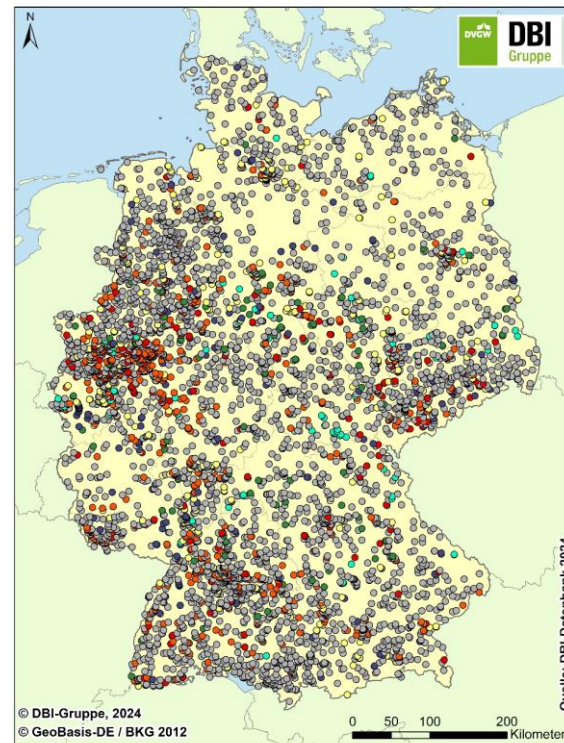 N
DVGW
DBI
Gruppe
Quelle: DBI Datenbank 2024
© DBI-Gruppe, 2024
© GeoBasis-DE / BKG 2012
0 50 100 200
Kilometer